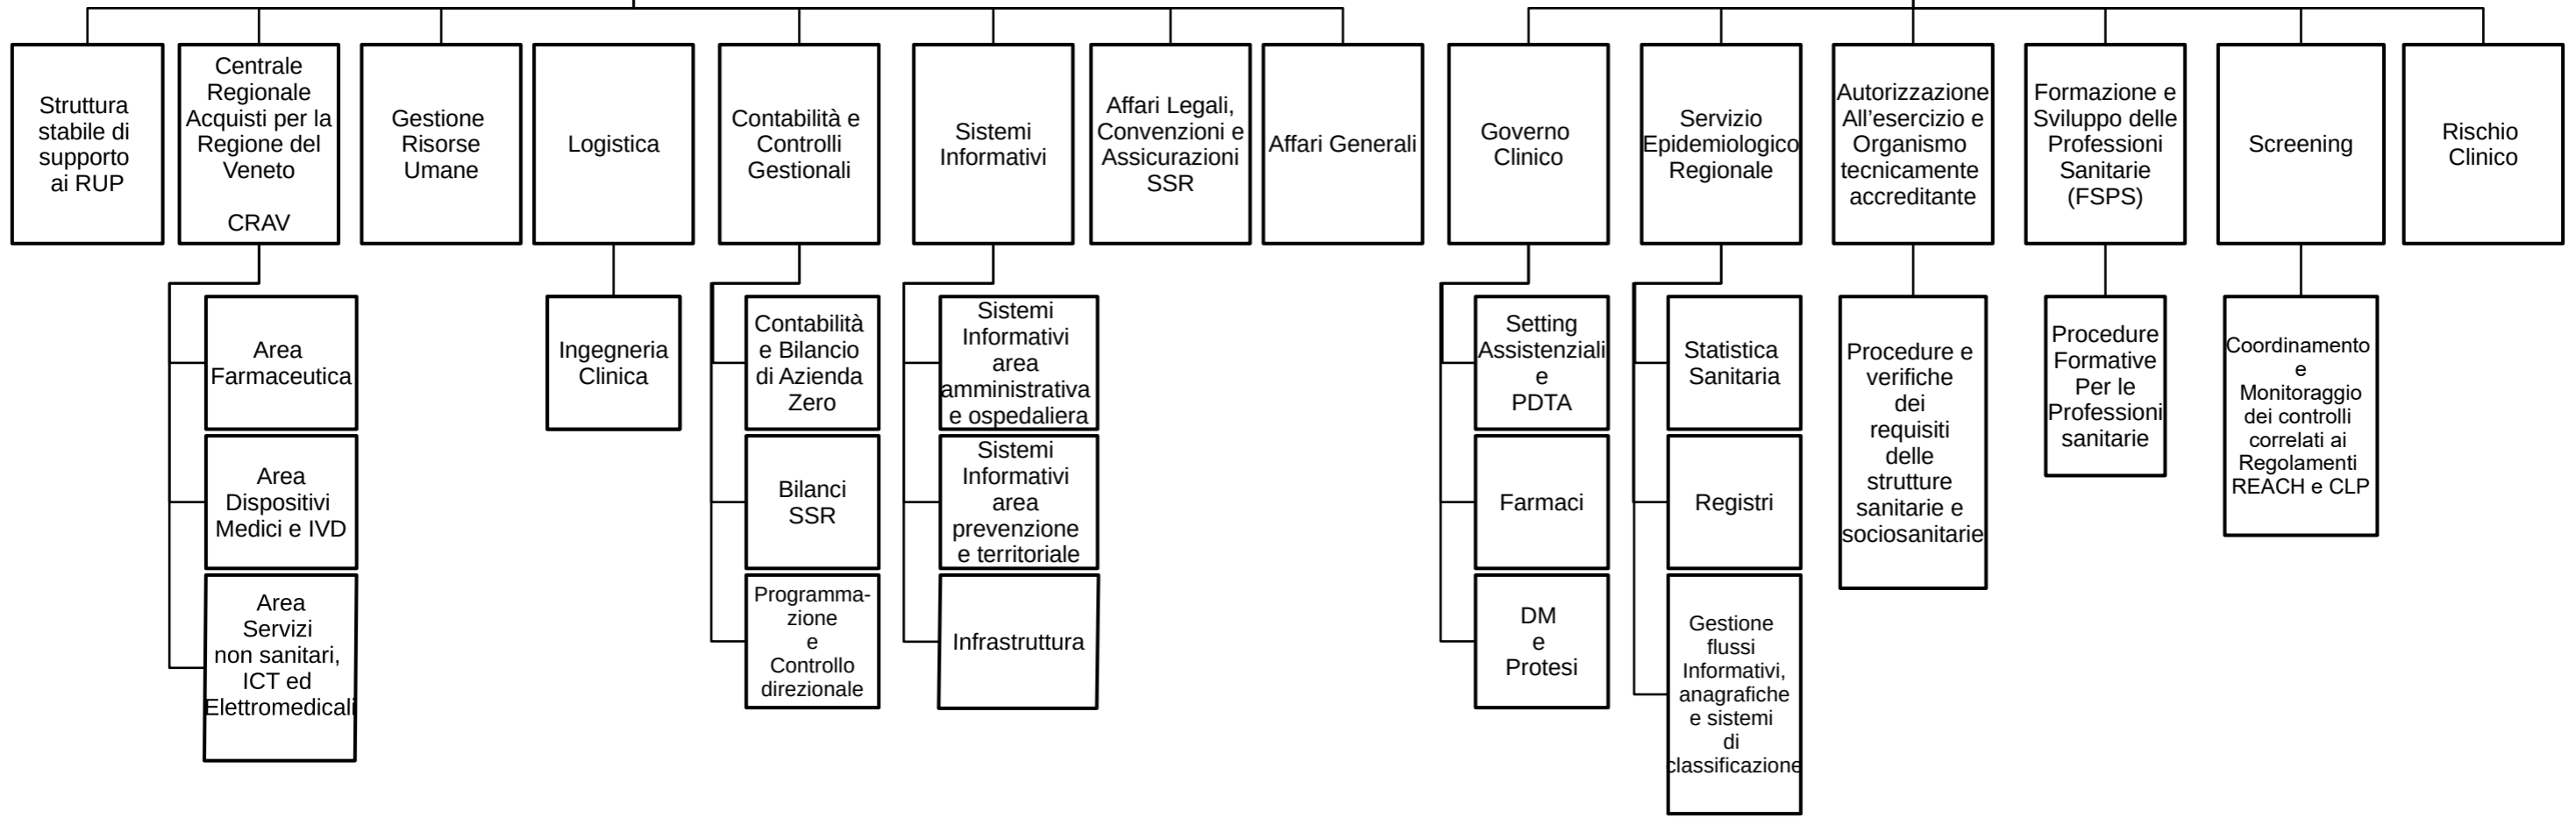 Struttura
stabile di
supporto
ai RUP
Centrale
Regionale
Acquisti per la
Regione del
Veneto
CRAV
Gestione
Risorse
Umane
Logistica
Contabilità e
Controlli
Gestionali
Sistemi
Informativi
Affari Legali,
Convenzioni e
Assicurazioni
SSR
Affari Generali
Governo
Clinico
Servizio
Epidemiologico
Regionale
Autorizzazione
All’esercizio e
Organismo
tecnicamente
accreditante
Formazione e
Sviluppo delle
Professioni
Sanitarie
(FSPS)
Screening
Rischio
Clinico
Area
Farmaceutica
Area
Dispositivi
Medici e IVD
Area
Servizi
non sanitari,
ICT ed
Elettromedicali
Ingegneria
Clinica
Contabilità
e Bilancio
di Azienda
Zero
Bilanci
SSR
Programma-
zione
e
Controllo
direzionale
Sistemi
Informativi
area
amministrativa
e ospedaliera
Sistemi
Informativi
area
prevenzione
e territoriale
Infrastruttura
Setting
Assistenziali
e
PDTA
Farmaci
DM
e
Protesi
Statistica
Sanitaria
Registri
Gestione
flussi
Informativi,
anagrafiche
e sistemi
di
classificazione
Procedure e
verifiche
dei
requisiti
delle
strutture
sanitarie e
sociosanitarie
Procedure
Formative
Per le
Professioni
sanitarie
Coordinamento
e
Monitoraggio
dei controlli
correlati ai
Regolamenti
REACH e CLP